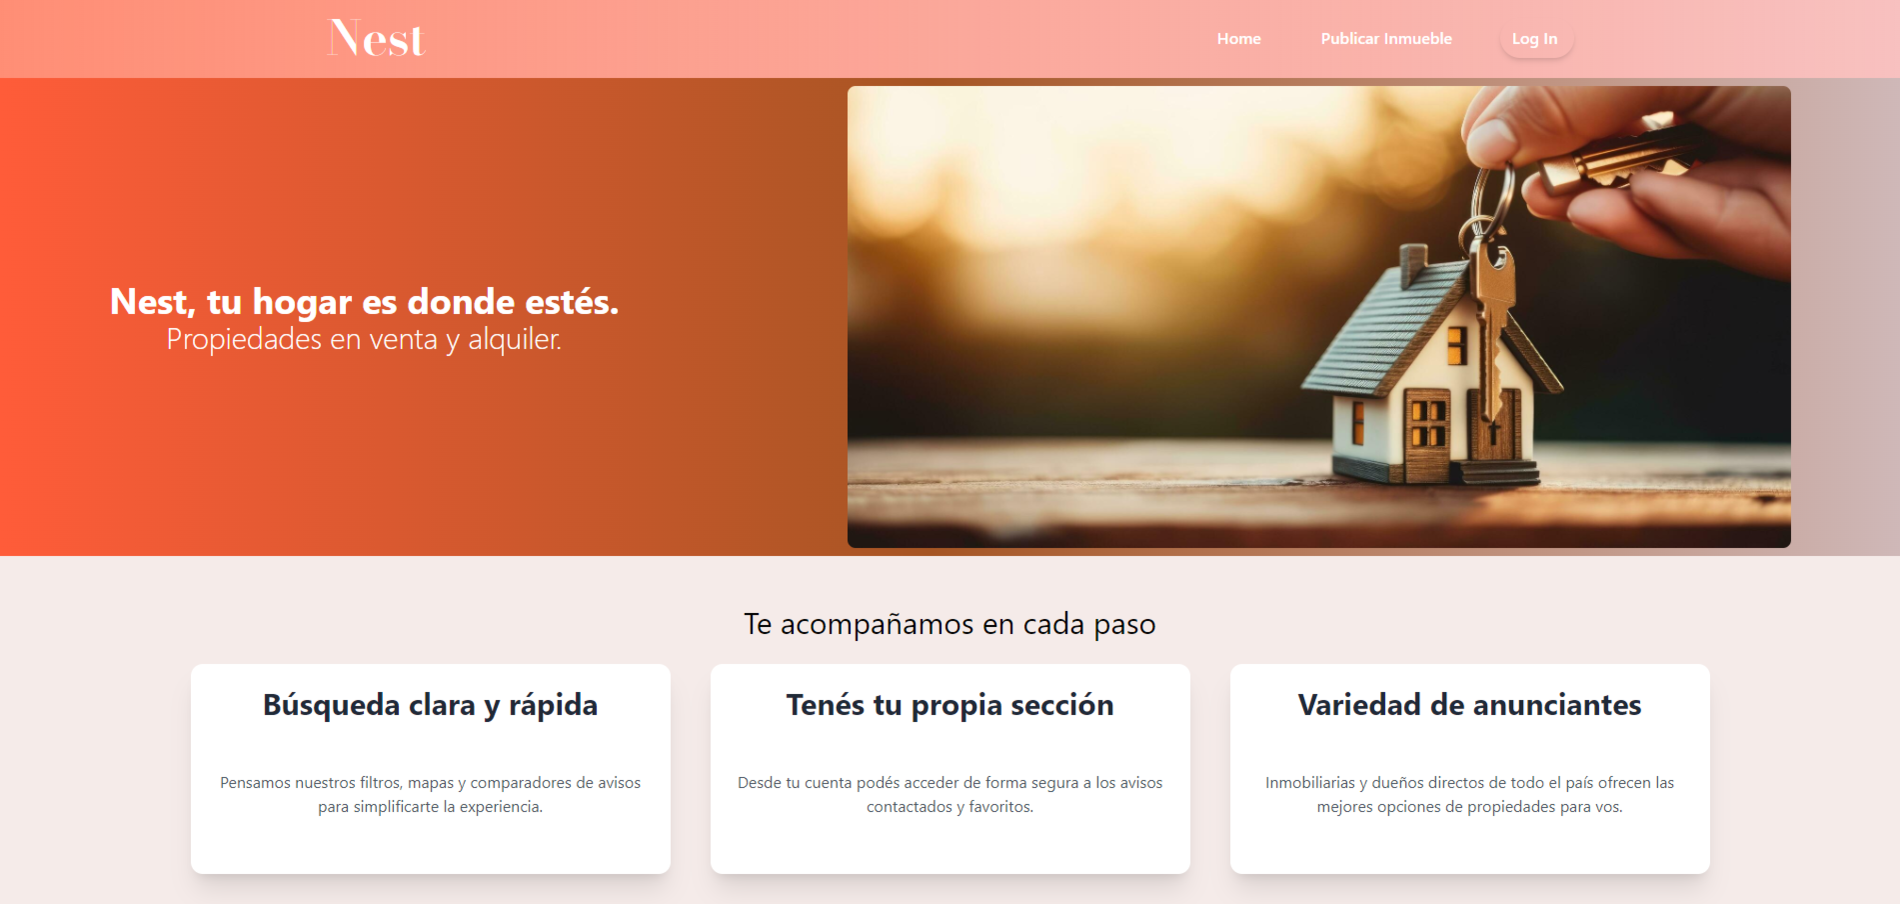 Nest
Home
Publicar Inmueble
Log In
Nest, tu hogar es donde estés.
Propiedades en venta y alquiler.
Te acompañamos en cada paso
Búsqueda clara y rápida
Pensamos nuestros filtros, mapas y comparadores de avisos
para simplificarte la experiencia.
Tenés tu propia sección
Desde tu cuenta podés acceder de forma segura a los avisos
contactados y favoritos.
Variedad de anunciantes
Inmobiliarias y dueños directos de todo el país ofrecen las
mejores opciones de propiedades para vos.